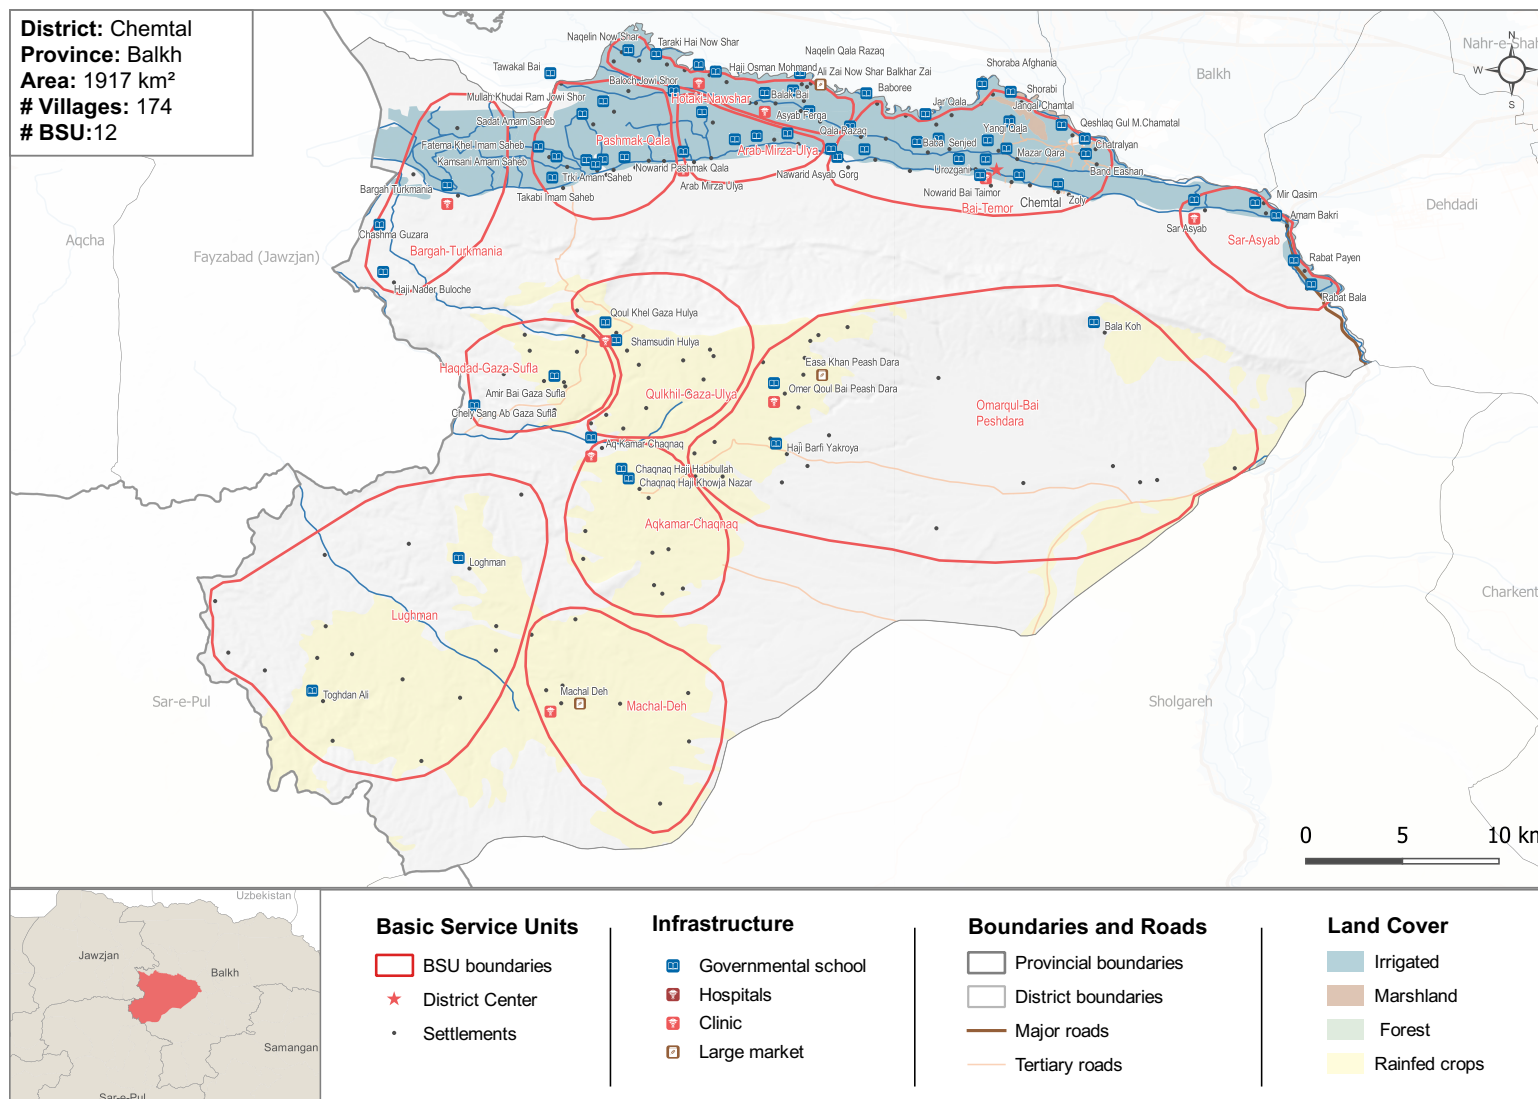 District: Chemtal
Province: Balkh
Area: 1917 km²
# Villages: 174
# BSU:12
Naqelin Now Shar
Taraki Hai Now Shar
Naqelin Qala Razaq
Nahr-e-Shah
N
W
S
Tawakal Bai
Haji Osman Mohmand
Ali Zai Now Shar Balkhar Zai
Shoraba Afghania
Balkh
Baloch Jowi Shor
Mullah Khudai Ram Jowi Shor
Hotaki-Nawshar
Balak Bai
Baboree
Shorabi
Jar Qala
Jangal Chamtal
Sadat Amam Saheb
Asyab Ferqa
Qeshlaq Gul M.Chamatal
Pashmak-Qala
Qala Razaq
Yangi Qala
Fatema Khel Imam Saheb
Arab-Mirza-Ulya
Baba Senjed
Mazar Qara
Chatralyan
Kamsani Amam Saheb
Nowarid Pashmak Qala
Urozgani
Band Eashan
Trki Amam Saheb
Nawarid Asyab Gorg
Bargah Turkmania
Takabi Imam Saheb
Arab Mirza Ulya
Nowarid Bai Taimor
Bai-Temor
Chemtal
Zoly
Mir Qasim
Dehdadi
Amam Bakri
Aqcha
Chashma Guzara
Sar Asyab
Sar-Asyab
Fayzabad (Jawzjan)
Bargah-Turkmania
Rabat Payen
Haji Nader Buloche
Rabat Bala
Qoul Khel Gaza Hulya
Bala Koh
Shamsudin Hulya
Haqdad-Gaza-Sufla
Easa Khan Peash Dara
Amir Bai Gaza Sufla
Qulkhil-Gaza-Ulya
Omer Qoul Bai Peash Dara
Omarqul-Bai
Peshdara
Chely Sang Ab Gaza Sufla
Aq Kamar Chaqnaq
Haji Barfi Yakroya
Chaqnaq Haji Habibullah
Chaqnaq Haji Khowja Nazar
Aqkamar-Chaqnaq
Loghman
Charkent
Lughman
Sar-e-Pul
Toghdan Ali
Machal Deh
Machal-Deh
Sholgareh
0 5 10 km
Uzbekistan
Jawzjan
Balkh
Samangan
Sar-e-Pul
Basic Service Units
BSU boundaries
District Center
Settlements
Infrastructure
Governmental school
Hospitals
Clinic
Large market
Boundaries and Roads
Provincial boundaries
District boundaries
Major roads
Tertiary roads
Land Cover
Irrigated
Marshland
Forest
Rainfed crops